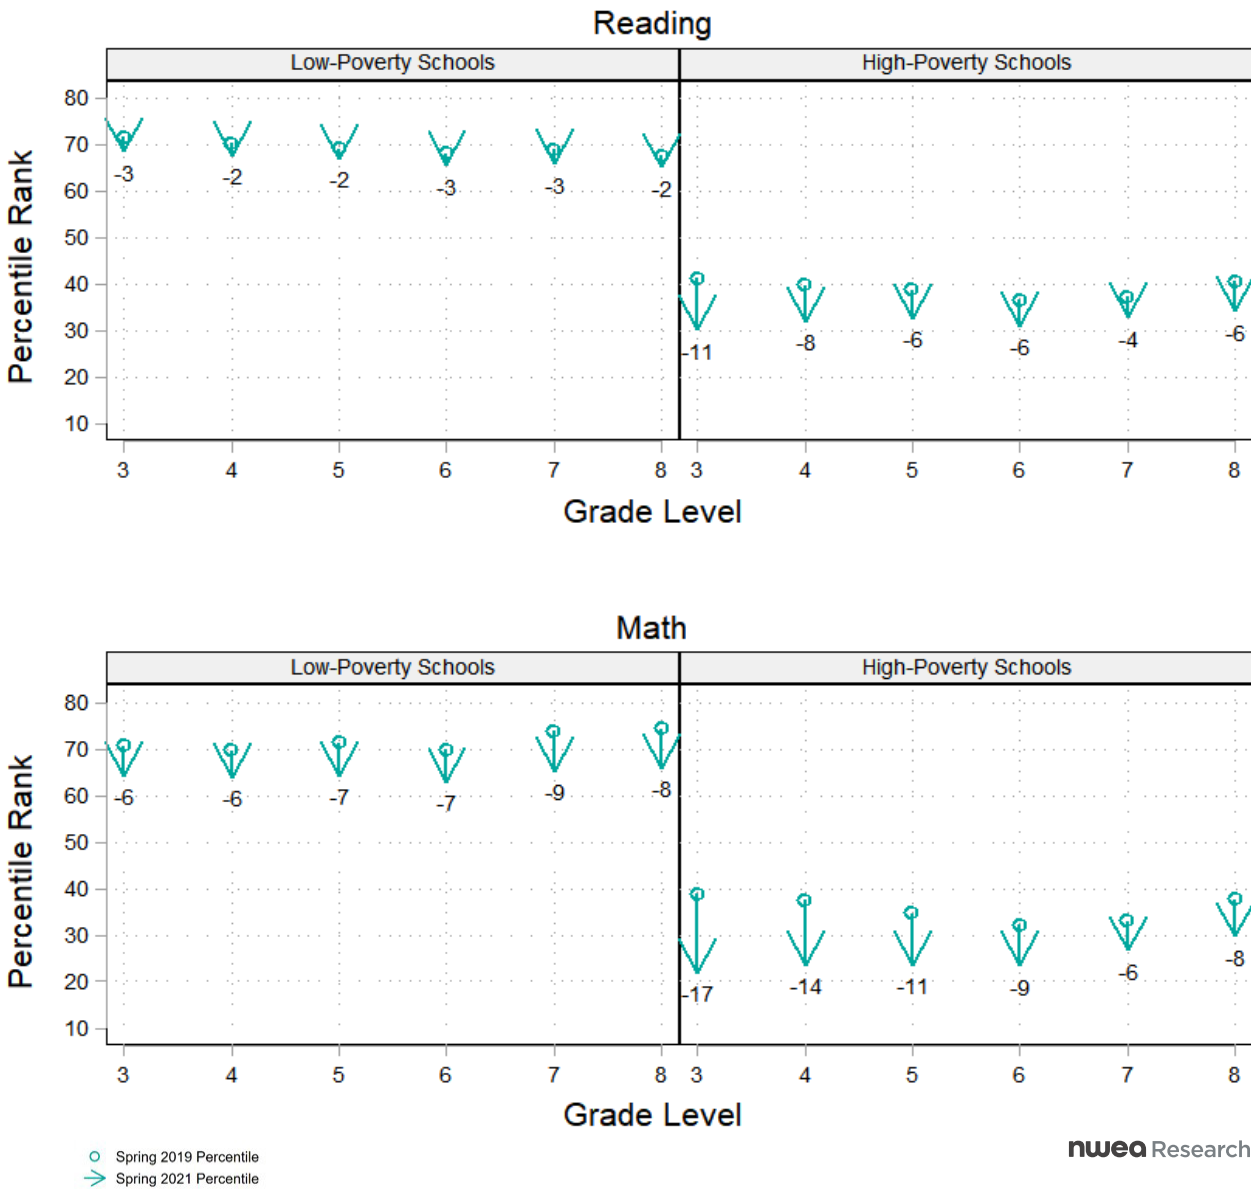 Reading
Low-Poverty Schools High-Poverty Schools
Percentile Rank
80
70
60
50
40
30
20
10
-3 -2 -2 -3 -3 -2
-11 -8 -6 -6 -4 -6
3 4 5 6 7 8 3 4 5 6 7 8
Grade Level
Math
Low-Poverty Schools High-Poverty Schools
Percentile Rank
80
70
60
50
40
30
20
10
-6 -6 -7 -7 -9 -8
-17 -14 -11 -9 -6 -8
3 4 5 6 7 8 3 4 5 6 7 8
Grade Level
Spring 2019 Percentile
Spring 2021 Percentile
nwea Research